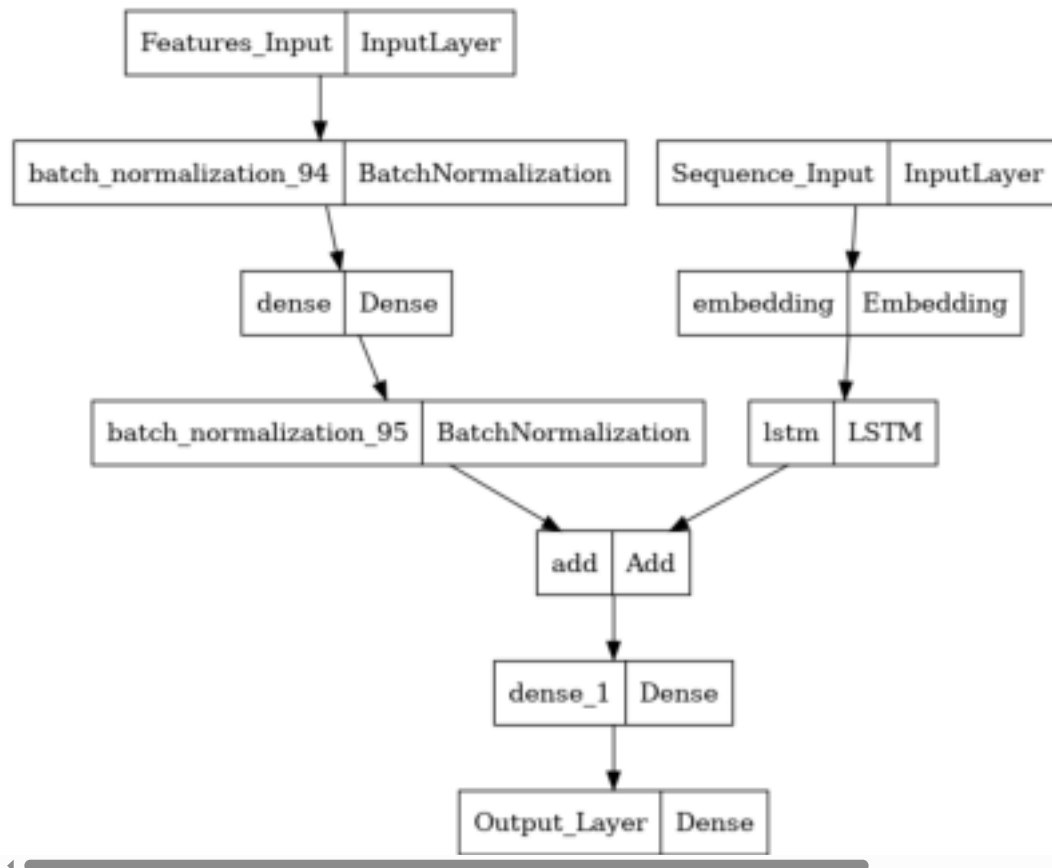 Features_Input InputLayer
batch_normalization_94 BatchNormalization
Sequence_Input InputLayer
dense Dense
embedding Embedding
batch_normalization_95 BatchNormalization
lstm LSTM
add Add
dense_1 Dense
Output_Layer Dense